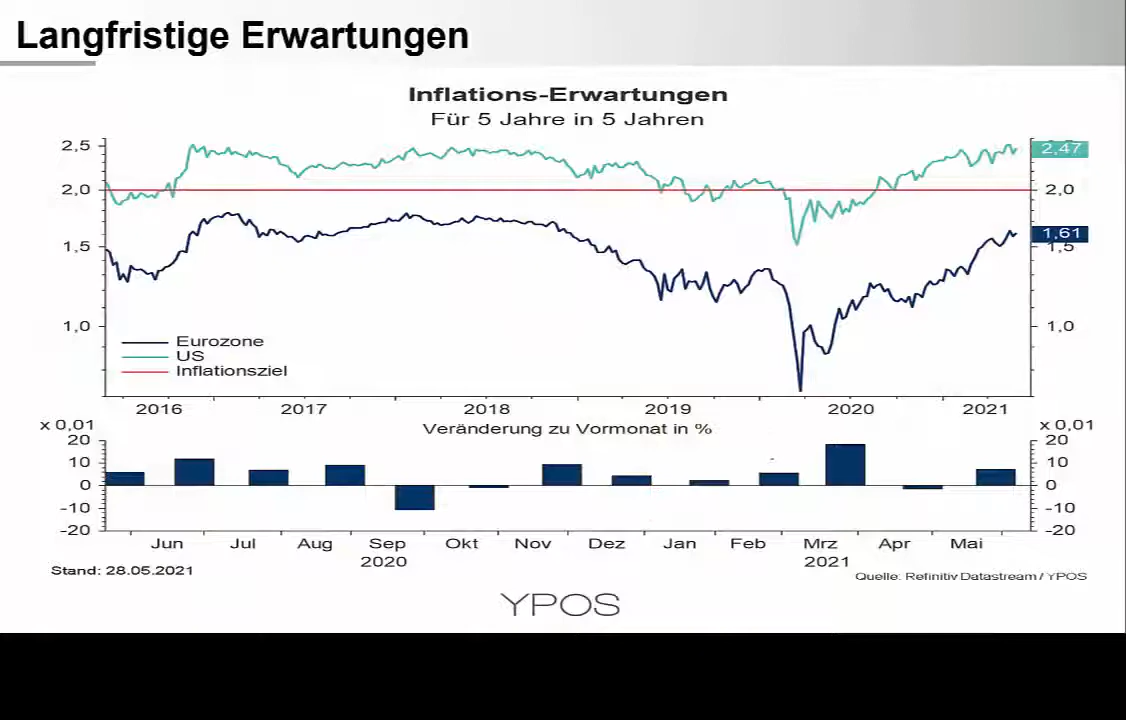 Langfristige Erwartungen
Inflations-Erwartungen
Für 5 Jahre in 5 Jahren
2,5
2,0
1,5
1,0
2,47
2,0
1,61
1,5
1,0
Eurozone
US
Inflationsziel
2016 2017 2018 2019 2020 2021
x 0,01 Veränderung zu Vormonat in % x 0,01
20 20
10 10
0 0
-10 -10
-20 -20
Jun Jul Aug Sep Okt Nov Dez Jan Feb Mrz Apr Mai
2020 2021
Stand: 28.05.2021
Quelle: Refinitiv Datastream / YPOS
YPOS